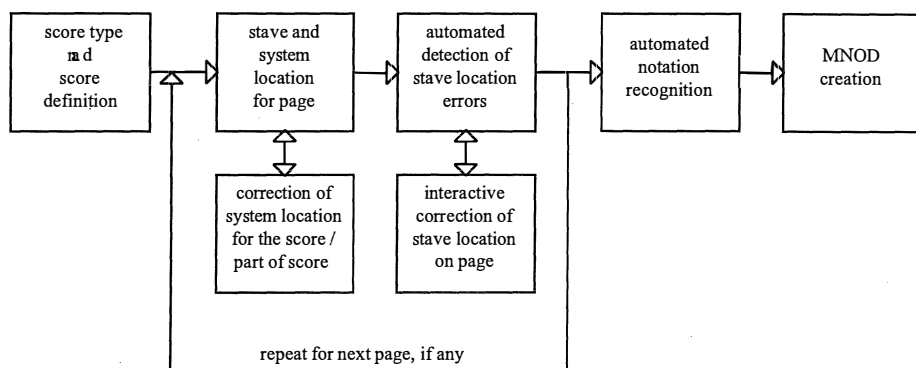 score type
and
score
definition
stave and
system
location
for page
automated
detection of
stave location
errors
automated
notation
recognition
MNOD
creation
correction of
system location
for the score /
part of score
interactive
correction of
stave location
on page
repeat for next page, if any